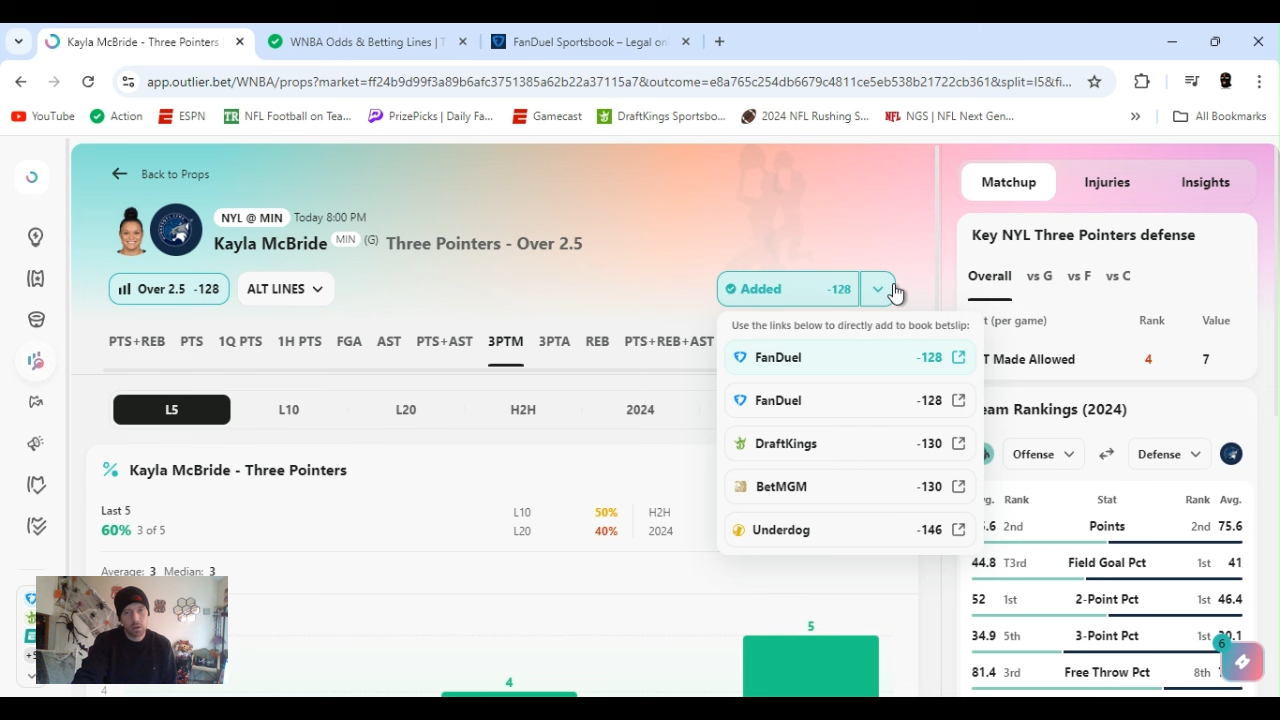 Kayla McBride - Three Pointers
WNBA Odds & Betting Lines | T
FanDuel Sportsbook – Legal on
app.outlier.bet/WNBA/props?market=ff24b9d99f3a89b6afc3751385a62b22a37115a7&outcome=e8a765c254db6679c4811ce5eb538b21722cb361&split=l5&fi...
YouTube
Action
ESPN
NFL Football on Tea...
PrizePicks | Daily Fa...
Gamecast
DraftKings Sportsbo...
2024 NFL Rushing S...
NFL NGS | NFL Next Gen...
»
All Bookmarks
Back to Props
NYL @ MIN Today 8:00 PM
Kayla McBride MIN (G) Three Pointers - Over 2.5
Over 2.5 -128
ALT LINES
Added -128
PTS+REB PTS 1Q PTS 1H PTS FGA AST PTS+AST 3PTM 3PTA REB PTS+REB+AST
L5 L10 L20 H2H 2024
Kayla McBride - Three Pointers
Last 5
60% 3 of 5
L10 50% H2H
L20 40% 2024
Average: 3 Median: 3
4
4
5
Use the links below to directly add to book betslip:
FanDuel -128
FanDuel -128
DraftKings -130
BetMGM -130
Underdog -146
Matchup Injuries Insights
Key NYL Three Pointers defense
Overall vs G vs F vs C
t (per game) Rank Value
T Made Allowed 4 7
eam Rankings (2024)
Offense Defense
g. Rank Stat Rank Avg.
.6 2nd Points 2nd 75.6
44.8 T3rd Field Goal Pct 1st 41
52 1st 2-Point Pct 1st 46.4
34.9 5th 3-Point Pct 1st
81.4 3rd Free Throw Pct 8th
6